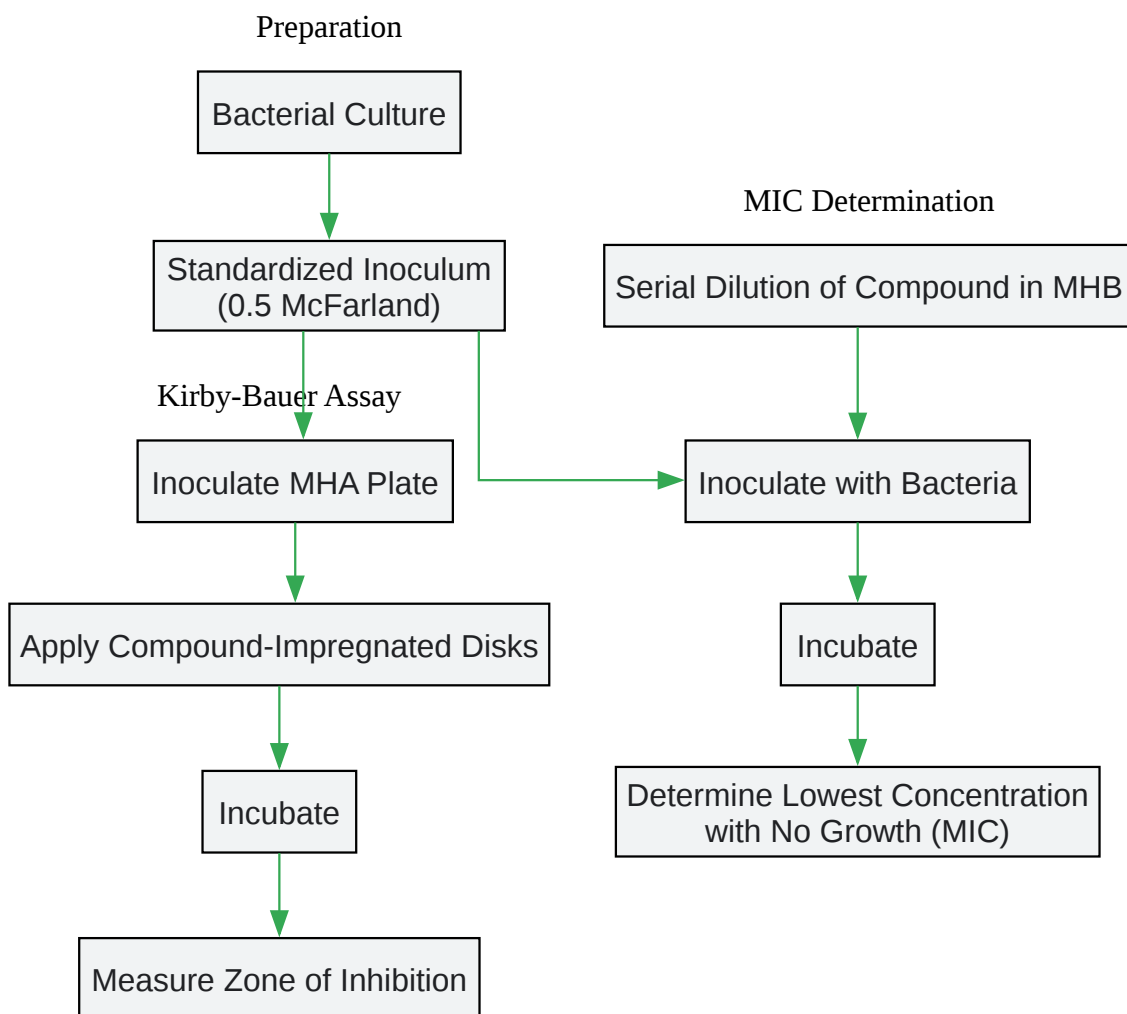 Preparation
Bacterial Culture
Standardized Inoculum
(0.5 McFarland)
Kirby-Bauer Assay
Inoculate MHA Plate
Apply Compound-Impregnated Disks
Incubate
Measure Zone of Inhibition
MIC Determination
Serial Dilution of Compound in MHB
Inoculate with Bacteria
Incubate
Determine Lowest Concentration
with No Growth (MIC)